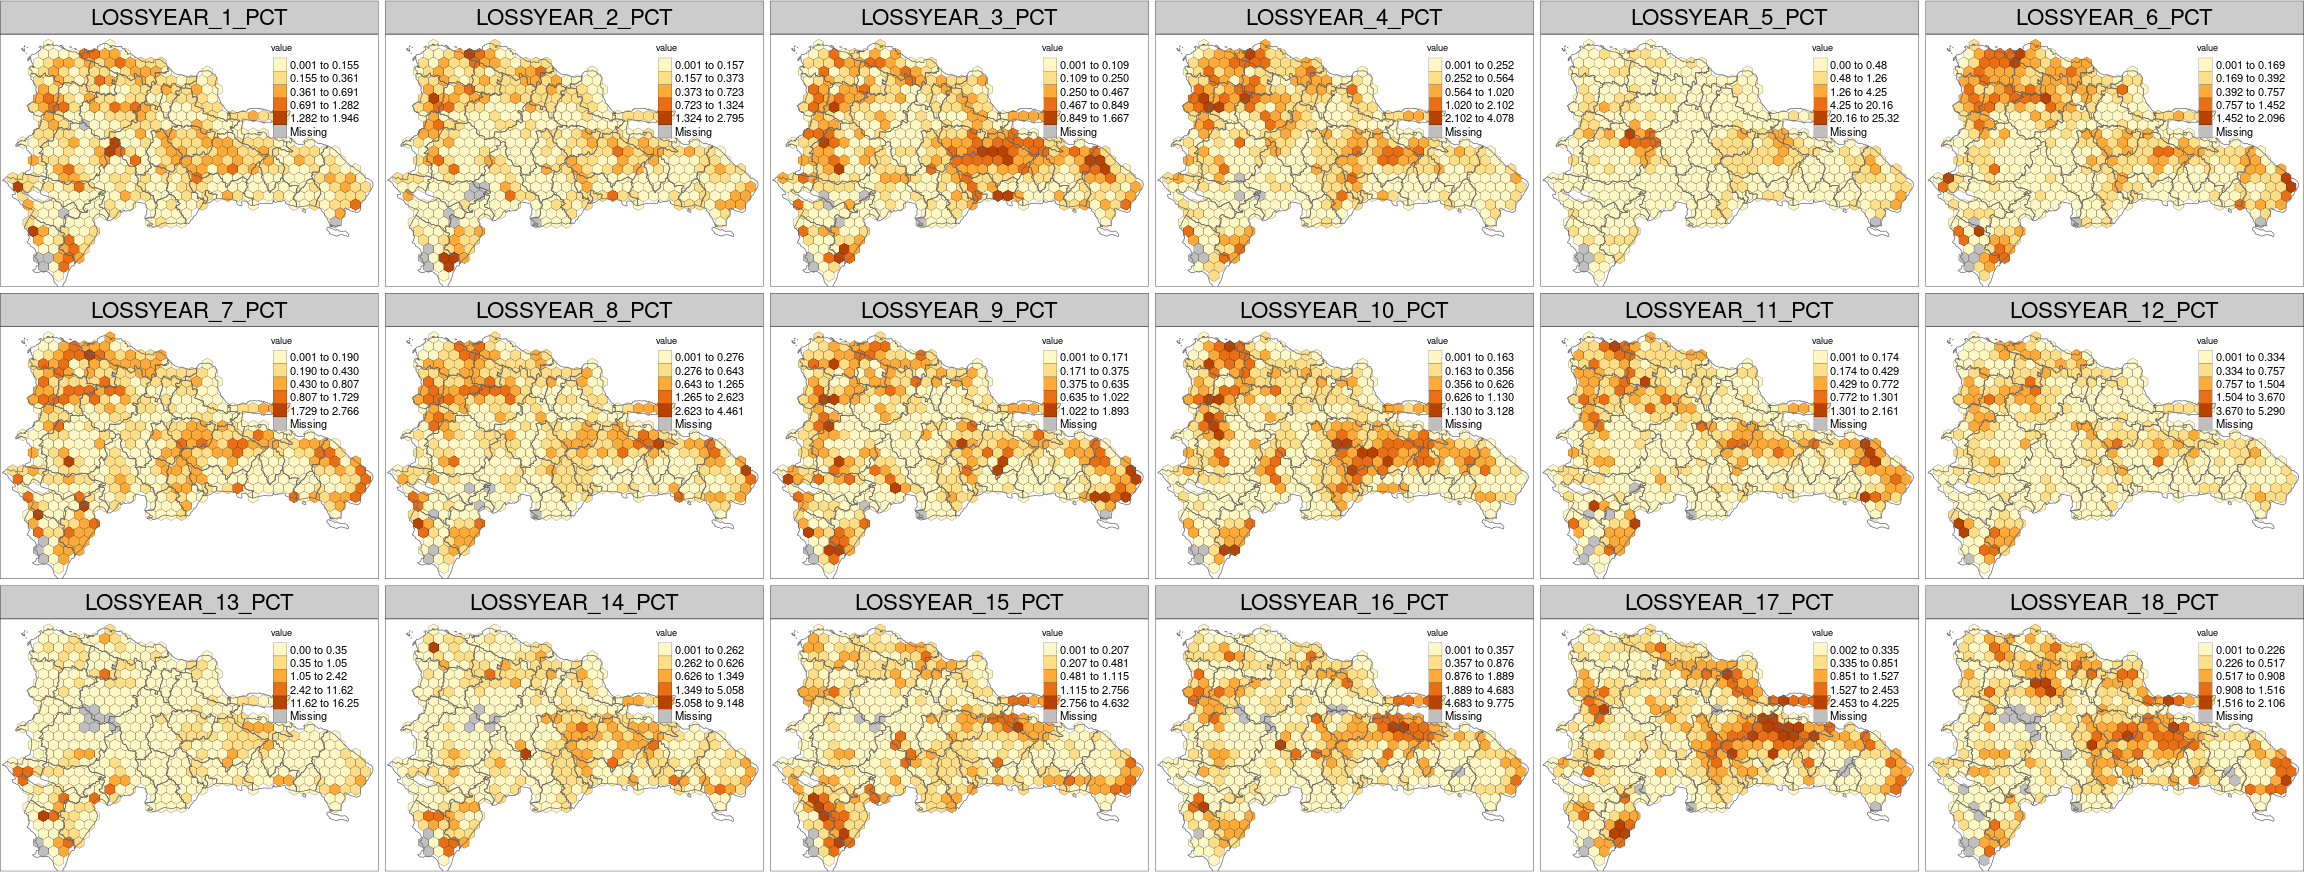 LOSSYEAR_1_PCT
value
0.001 to 0.155
0.155 to 0.361
0.361 to 0.691
0.691 to 1.282
1.282 to 1.946
Missing
LOSSYEAR_2_PCT
value
0.001 to 0.157
0.157 to 0.373
0.373 to 0.723
0.723 to 1.324
1.324 to 2.795
Missing
LOSSYEAR_3_PCT
value
0.001 to 0.109
0.109 to 0.250
0.250 to 0.467
0.467 to 0.849
0.849 to 1.667
Missing
LOSSYEAR_4_PCT
value
0.001 to 0.252
0.252 to 0.564
0.564 to 1.020
1.020 to 2.102
2.102 to 4.078
Missing
LOSSYEAR_5_PCT
value
0.00 to 0.48
0.48 to 1.26
1.26 to 4.25
4.25 to 20.16
20.16 to 25.32
Missing
LOSSYEAR_6_PCT
value
0.001 to 0.169
0.169 to 0.392
0.392 to 0.757
0.757 to 1.452
1.452 to 2.096
Missing
LOSSYEAR_7_PCT
value
0.001 to 0.190
0.190 to 0.430
0.430 to 0.807
0.807 to 1.729
1.729 to 2.766
Missing
LOSSYEAR_8_PCT
value
0.001 to 0.276
0.276 to 0.643
0.643 to 1.265
1.265 to 2.623
2.623 to 4.461
Missing
LOSSYEAR_9_PCT
value
0.001 to 0.171
0.171 to 0.375
0.375 to 0.635
0.635 to 1.022
1.022 to 1.893
Missing
LOSSYEAR_10_PCT
value
0.001 to 0.163
0.163 to 0.356
0.356 to 0.626
0.626 to 1.130
1.130 to 3.128
Missing
LOSSYEAR_11_PCT
value
0.001 to 0.174
0.174 to 0.429
0.429 to 0.772
0.772 to 1.301
1.301 to 2.161
Missing
LOSSYEAR_12_PCT
value
0.001 to 0.334
0.334 to 0.757
0.757 to 1.504
1.504 to 3.670
3.670 to 5.290
Missing
LOSSYEAR_13_PCT
value
0.00 to 0.35
0.35 to 1.05
1.05 to 2.42
2.42 to 11.62
11.62 to 16.25
Missing
LOSSYEAR_14_PCT
value
0.001 to 0.262
0.262 to 0.626
0.626 to 1.349
1.349 to 5.058
5.058 to 9.148
Missing
LOSSYEAR_15_PCT
value
0.001 to 0.207
0.207 to 0.481
0.481 to 1.115
1.115 to 2.756
2.756 to 4.632
Missing
LOSSYEAR_16_PCT
value
0.001 to 0.357
0.357 to 0.876
0.876 to 1.889
1.889 to 4.683
4.683 to 9.775
Missing
LOSSYEAR_17_PCT
value
0.002 to 0.335
0.335 to 0.851
0.851 to 1.527
1.527 to 2.453
2.453 to 4.225
Missing
LOSSYEAR_18_PCT
value
0.001 to 0.226
0.226 to 0.517
0.517 to 0.908
0.908 to 1.516
1.516 to 2.106
Missing